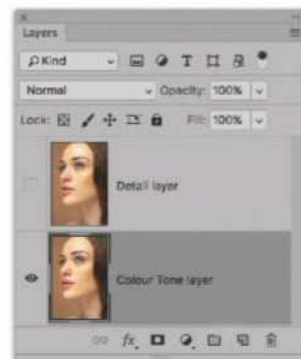 Layers
Kind
Normal Opacity: 100%
Lock: Fill: 100%
Detail layer
Colour Tone layer
fx